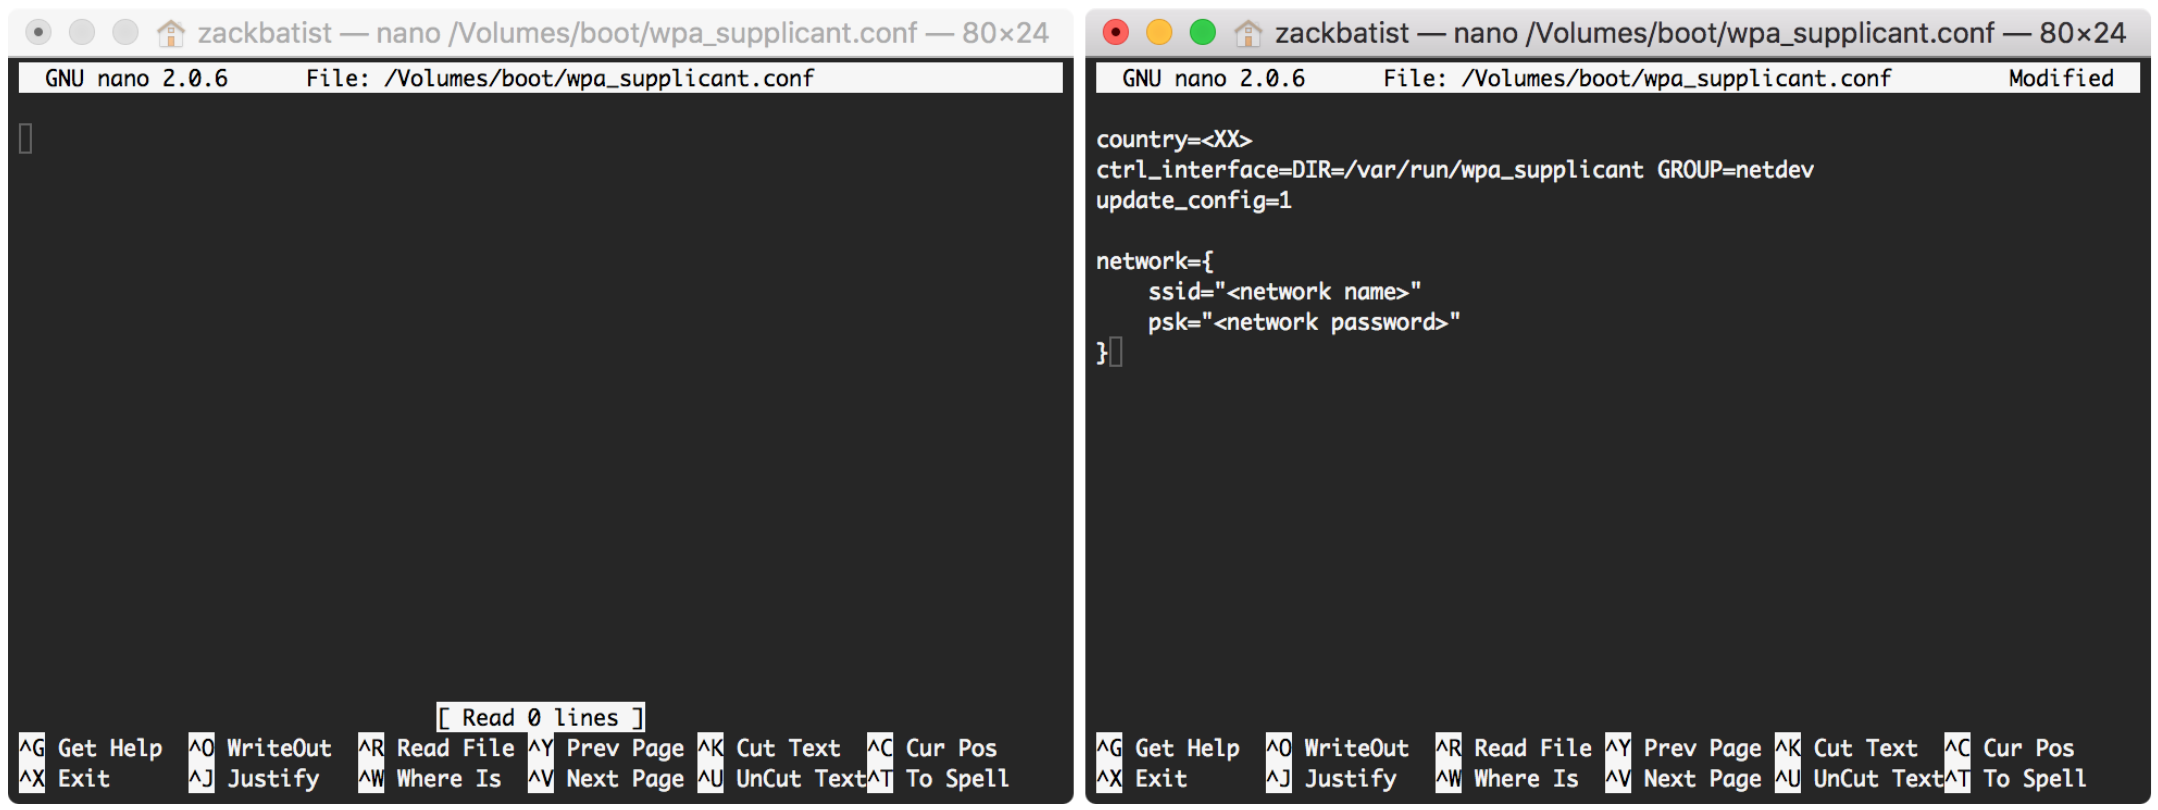 zackbatist — nano /Volumes/boot/wpa_supplicant.conf — 80×24
GNU nano 2.0.6 File: /Volumes/boot/wpa_supplicant.conf
[ Read 0 lines ]
^G Get Help ^O WriteOut ^R Read File ^Y Prev Page ^K Cut Text ^C Cur Pos
^X Exit ^J Justify ^W Where Is ^V Next Page ^U UnCut Text ^T To Spell
zackbatist — nano /Volumes/boot/wpa_supplicant.conf — 80×24
GNU nano 2.0.6 File: /Volumes/boot/wpa_supplicant.conf Modified
country=<XX>
ctrl_interface=DIR=/var/run/wpa_supplicant GROUP=netdev
update_config=1
network={
ssid="<network name>"
psk="<network password>"
}
^G Get Help ^O WriteOut ^R Read File ^Y Prev Page ^K Cut Text ^C Cur Pos
^X Exit ^J Justify ^W Where Is ^V Next Page ^U UnCut Text ^T To Spell